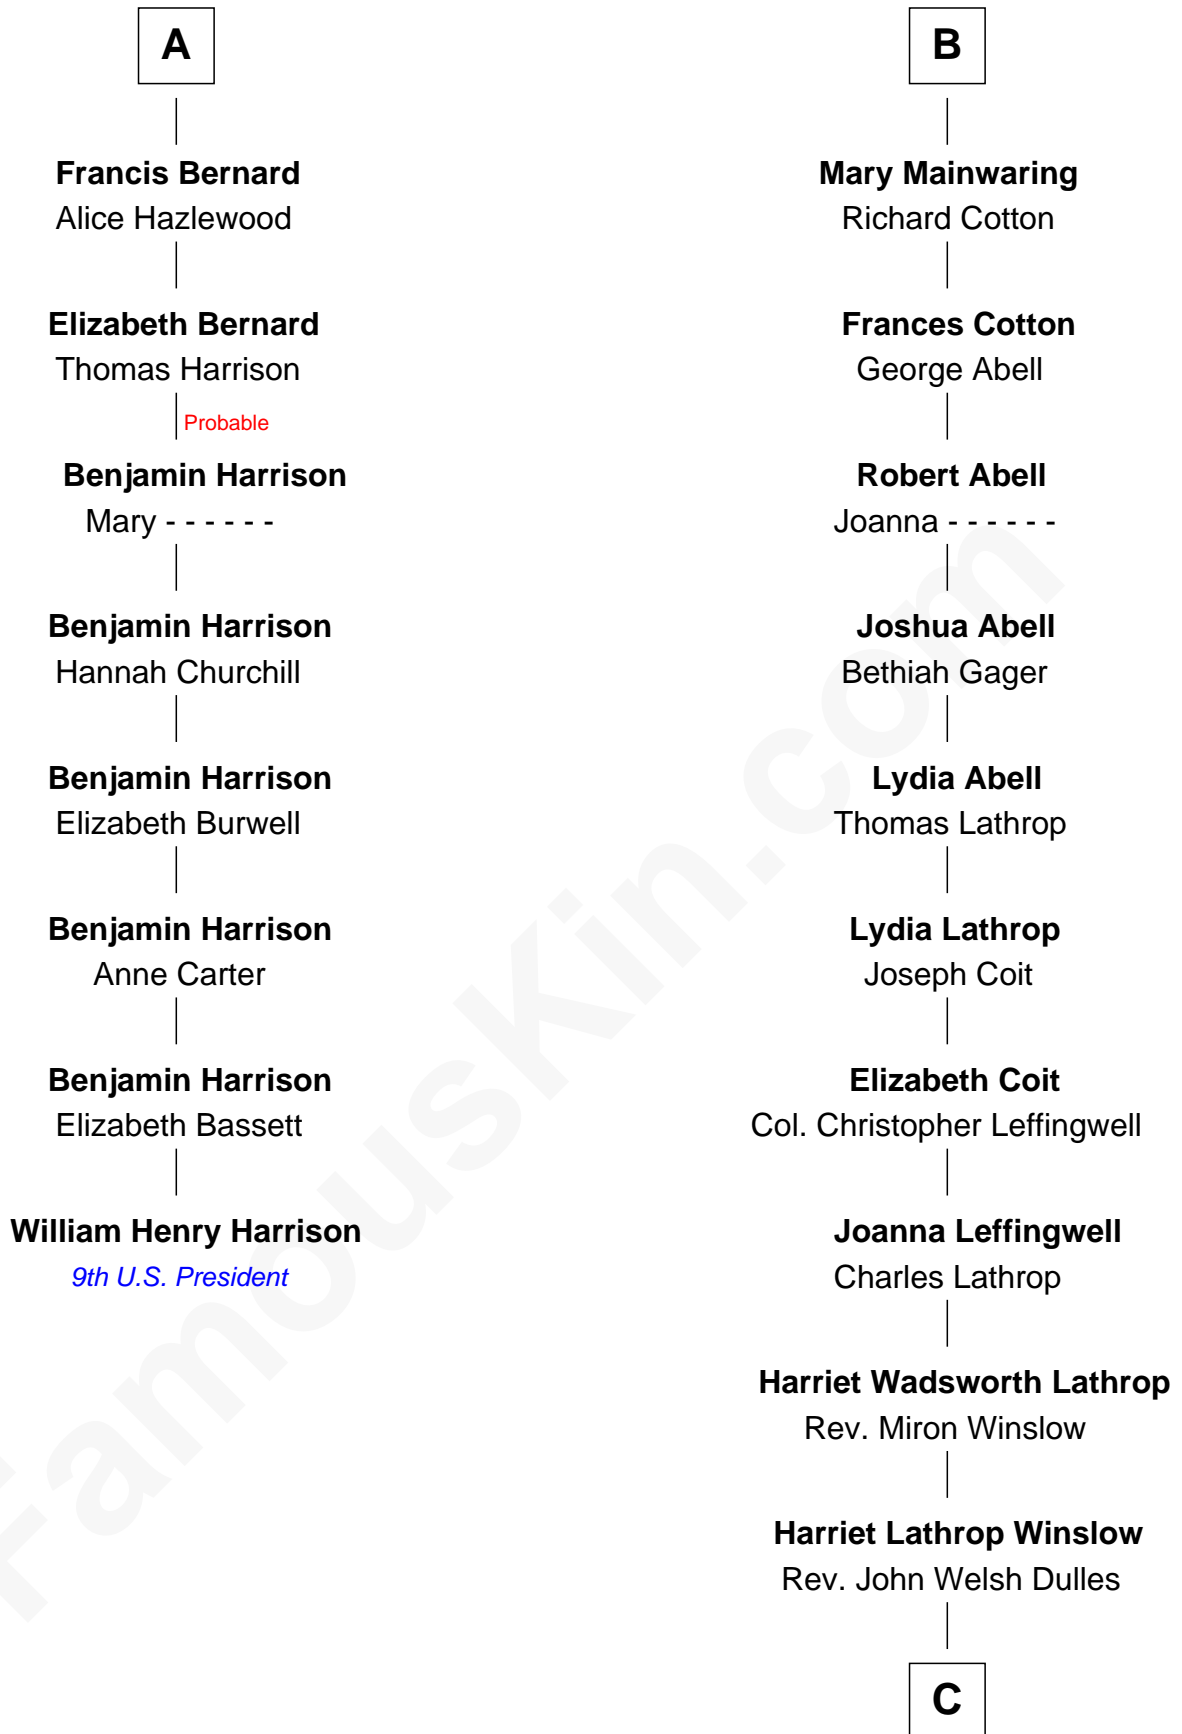 A
Francis Bernard
Alice Hazlewood
Elizabeth Bernard
Thomas Harrison
Probable
Benjamin Harrison
Mary - - - - - -
Benjamin Harrison
Hannah Churchill
Benjamin Harrison
Elizabeth Burwell
Benjamin Harrison
Anne Carter
Benjamin Harrison
Elizabeth Bassett
William Henry Harrison
9th U.S. President
B
Mary Mainwaring
Richard Cotton
Frances Cotton
George Abell
Robert Abell
Joanna - - - - - -
Joshua Abell
Bethiah Gager
Lydia Abell
Thomas Lathrop
Lydia Lathrop
Joseph Coit
Elizabeth Coit
Col. Christopher Leffingwell
Joanna Leffingwell
Charles Lathrop
Harriet Wadsworth Lathrop
Rev. Miron Winslow
Harriet Lathrop Winslow
Rev. John Welsh Dulles
C
FamousKin.com